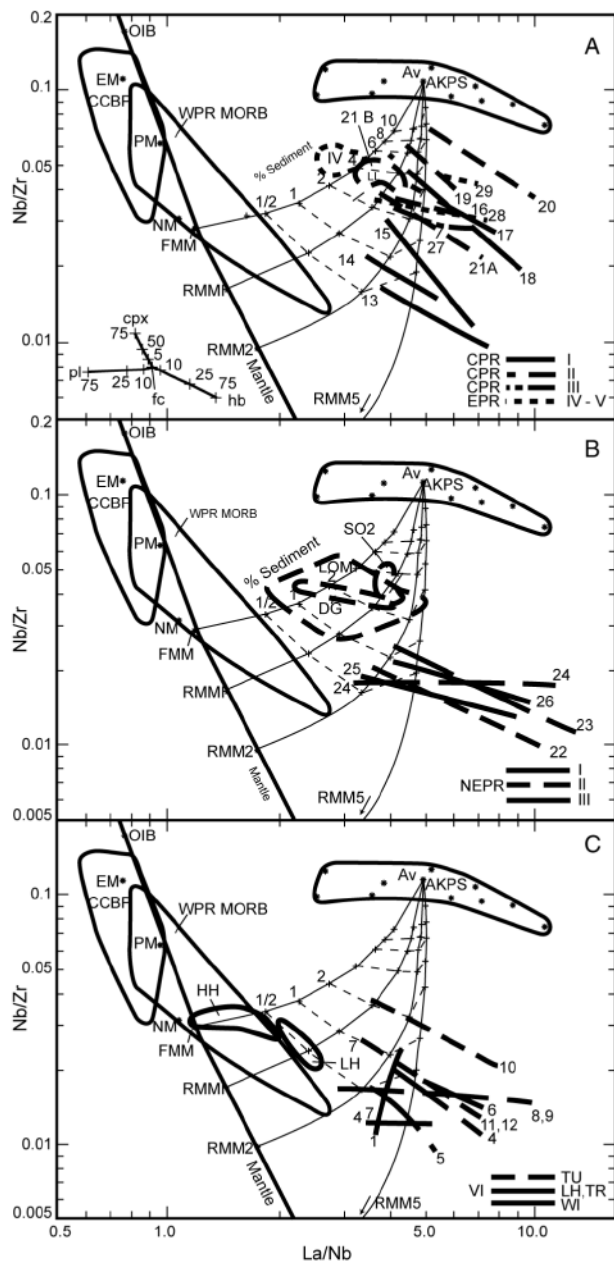 0.2
OIB
A
EM
CCBF
WPR MORB
Av
AKPS
0.1
Nb/Zr
PM
21 B
8 10
6
4
IV
LT
% Sediment
2
1
1/2
0.05
29
19
20
16
28
17
27
18
21A
15
14
13
NM
FMM
RMMI
RMM2
RMM5
Mantle
0.01
cpx
75
50
5
10
25
75
hb
fc
10
25
75
pl
CPR I
CPR II
CPR III
EPR IV - V
0.2
OIB
B
EM
CCBF
WPR MORB
Av
AKPS
0.1
Nb/Zr
PM
SO2
LOMI
% Sediment
2
1
1/2
DG
0.05
NM
FMM
RMMI
RMM2
RMM5
Mantle
25
24
24
26
23
22
0.01
NEPR
I
II
III
0.005
OIB
C
EM
CCBF
WPR MORB
Av
AKPS
0.1
Nb/Zr
PM
HH
1/2
1
2
0.05
NM
FMM
RMMI
LH
7
10
4
7
1
6
8,9
11,12
4
5
RMM2
RMM5
Mantle
0.01
VI
TU
LH,TR
WI
0.005
0.5
1.0
5.0
10.0
La/Nb